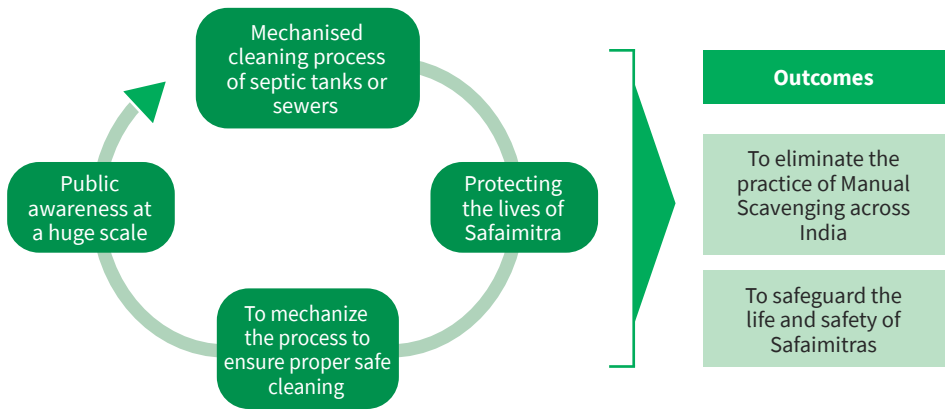 Mechanised
cleaning process
of septic tanks or
sewers
Protecting
the lives of
Safaimitra
To mechanize
the process to
ensure proper safe
cleaning
Public
awareness at
a huge scale
Outcomes
To eliminate the
practice of Manual
Scavenging across
India
To safeguard the
life and safety of
Safaimitras